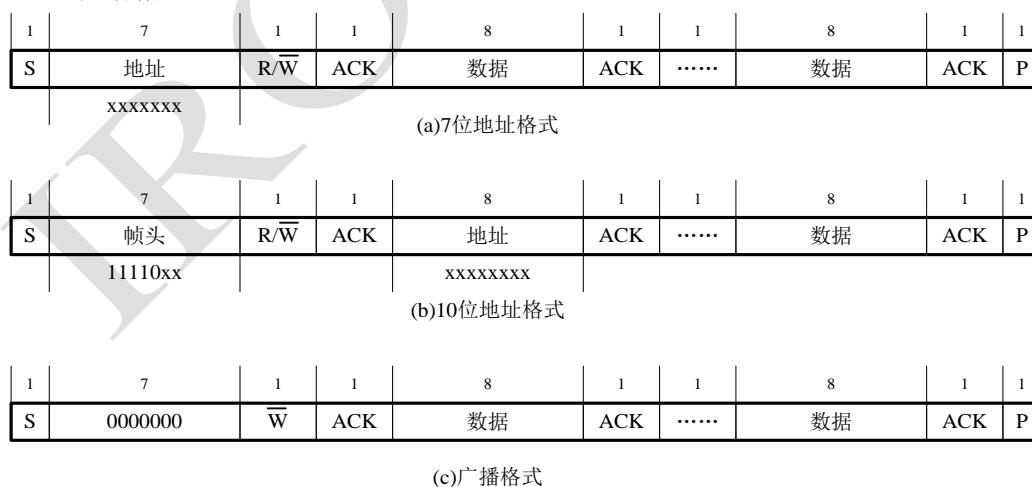 1 7 1 1 8 1 1 8 1 1
S 地址 R/W̅ ACK 数据 ACK …… 数据 ACK P
xxxxxxx
(a)7位地址格式
1 7 1 1 8 1 1 8 1 1
S 帧头 R/W̅ ACK 地址 ACK …… 数据 ACK P
11110xx xxxxxxxx
(b)10位地址格式
1 7 1 1 8 1 1 8 1 1
S 0000000 W̅ ACK 数据 ACK …… 数据 ACK P
(c)广播格式